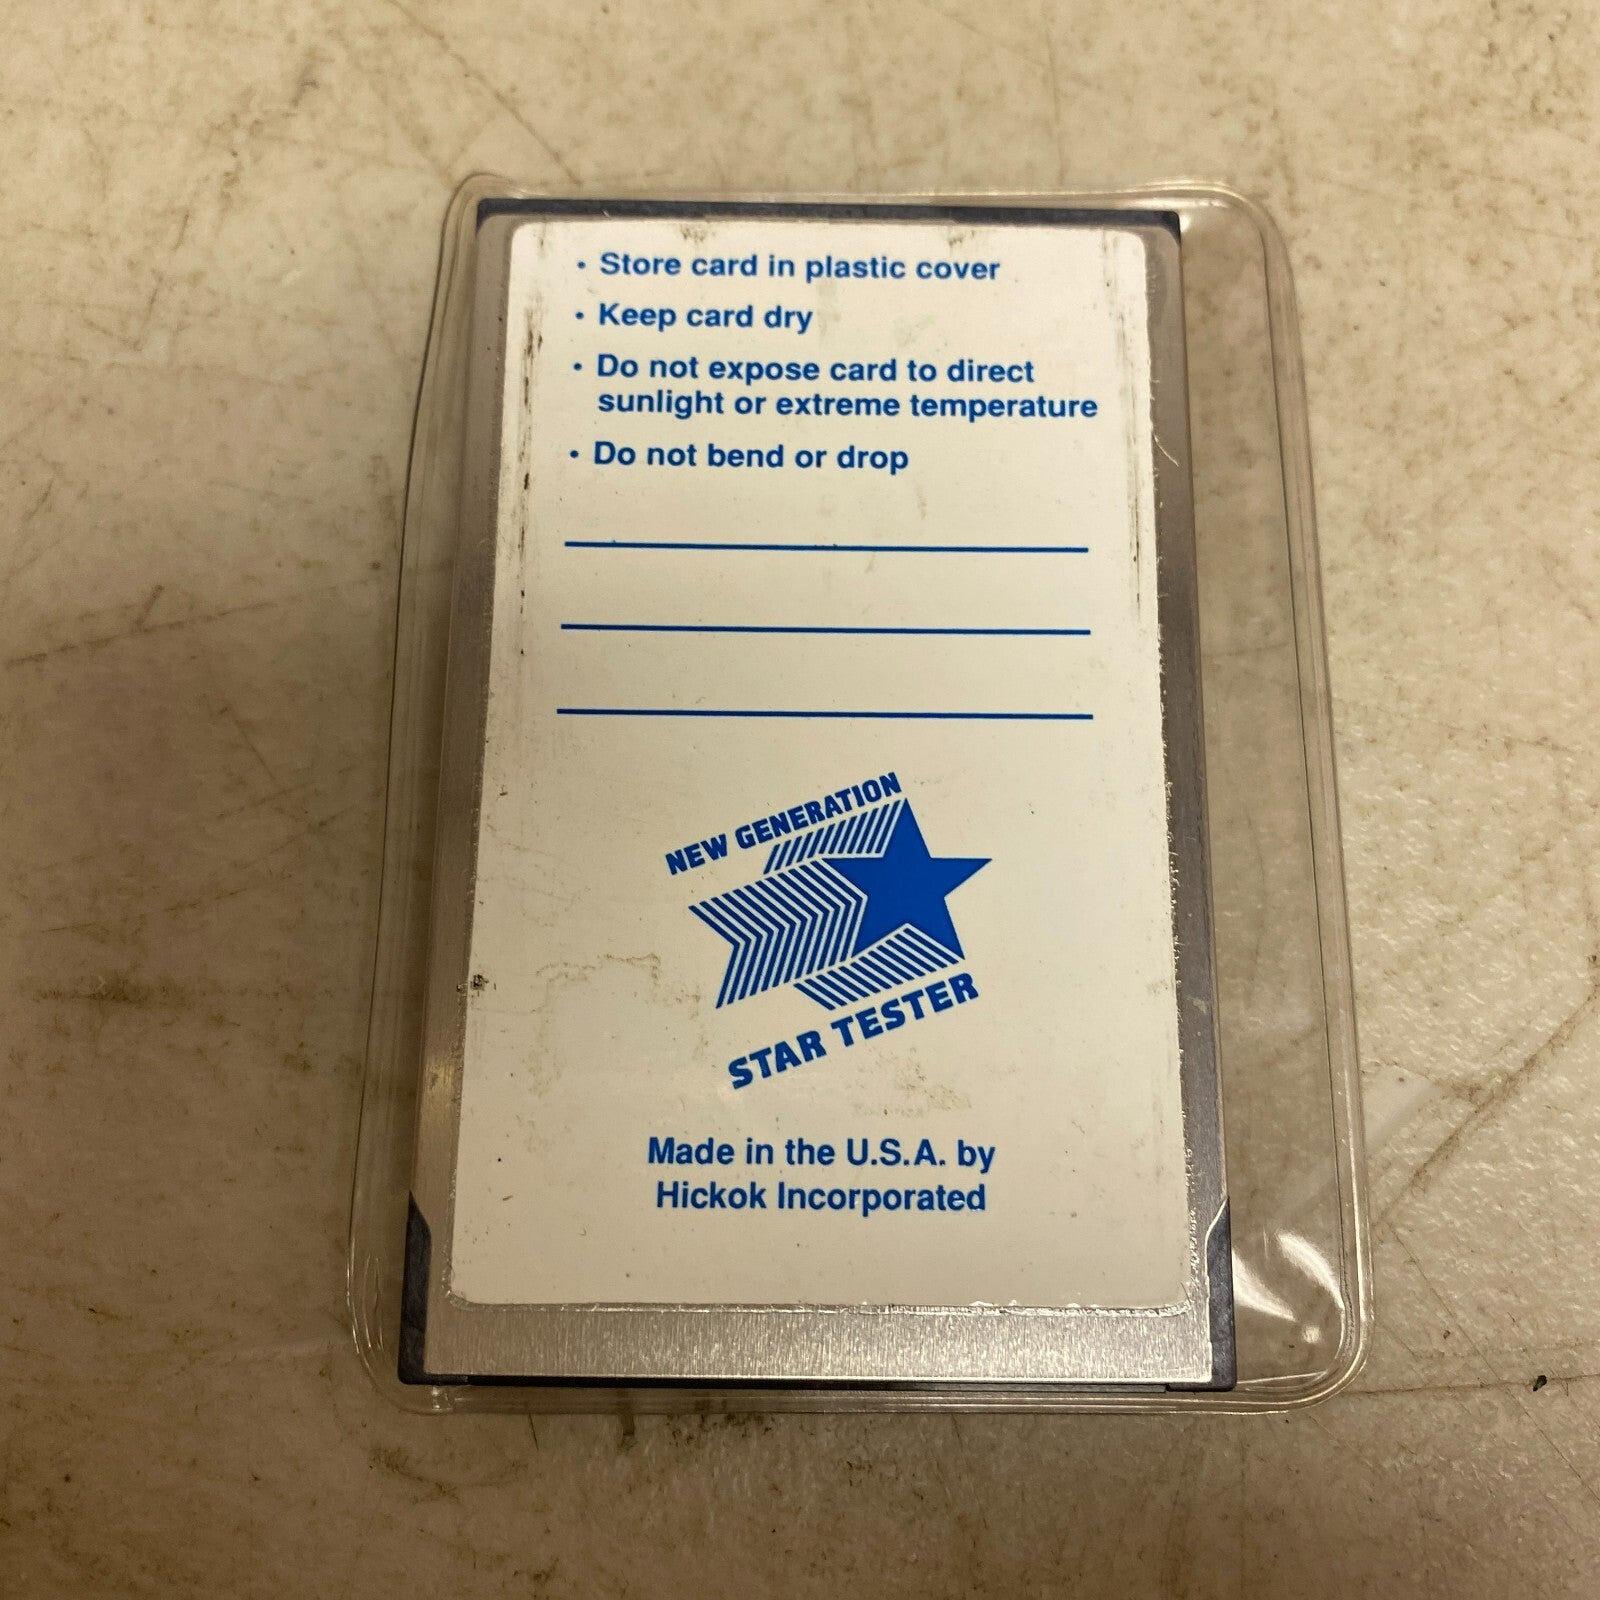 • Store card in plastic cover
• Keep card dry
• Do not expose card to direct
sunlight or extreme temperature
• Do not bend or drop
NEW GENERATION
STAR TESTER
Made in the U.S.A. by
Hickok Incorporated